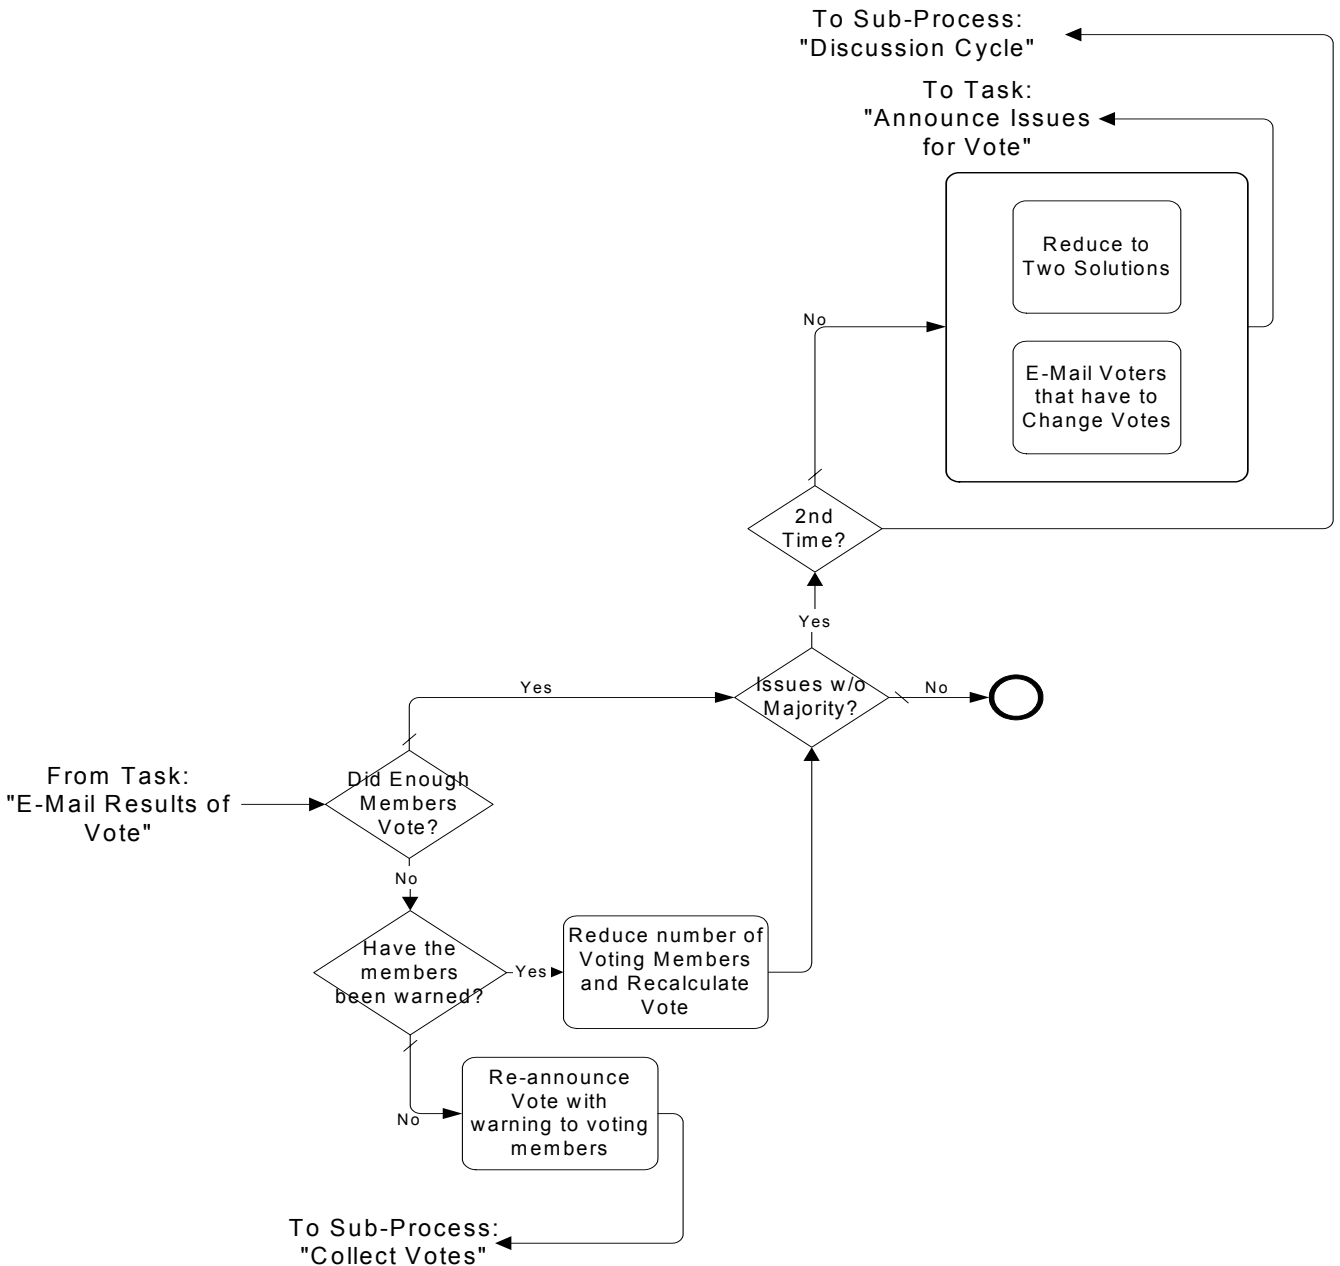 To Sub-Process:
"Discussion Cycle"
To Task:
"Announce Issues
for Vote"
Reduce to
Two Solutions
No
E-Mail Voters
that have to
Change Votes
2nd
Time?
Yes
Issues w/o
Majority?
Yes
No
From Task:
"E-Mail Results of
Vote"
Did Enough
Members
Vote?
No
Have the
members
been warned?
Yes
Reduce number of
Voting Members
and Recalculate
Vote
Re-announce
Vote with
warning to voting
members
No
To Sub-Process:
"Collect Votes"